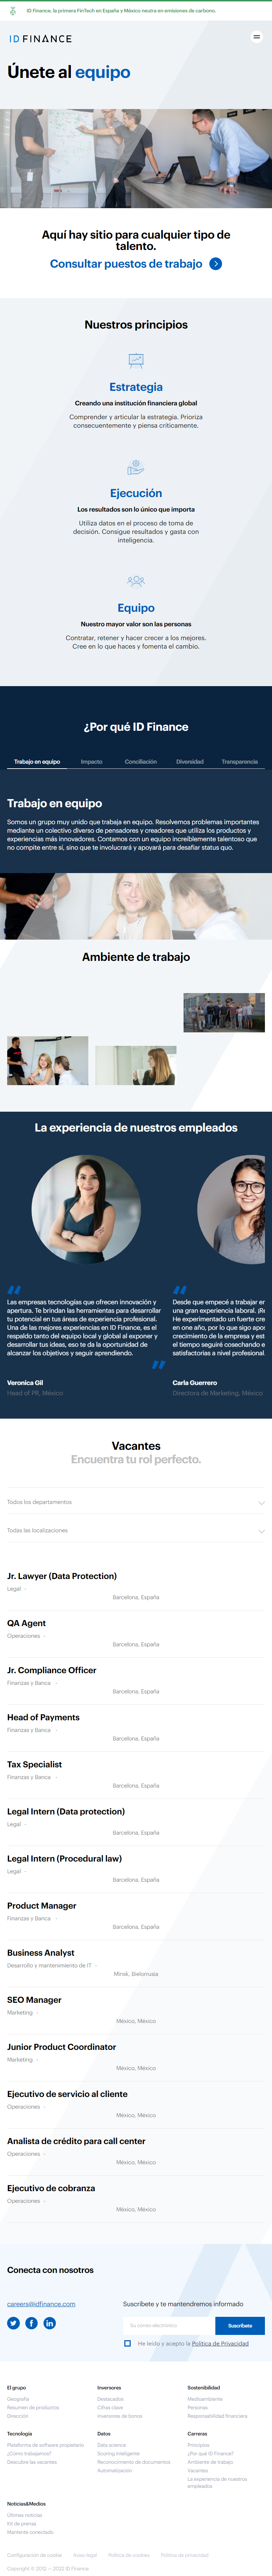 ID Finance, la primera FinTech en España y México neutra en emisiones de carbono.
ID FINANCE
Únete al equipo
Aquí hay sitio para cualquier tipo de
talento.
Consultar puestos de trabajo
Nuestros principios
Estrategia
Creando una institución financiera global
Comprender y articular la estrategia. Prioriza
consecuentemente y piensa críticamente.
Ejecución
Los resultados son lo único que importa
Utiliza datos en el proceso de toma de
decisión. Consigue resultados y gasta con
inteligencia.
Equipo
Nuestro mayor valor son las personas
Contratar, retener y hacer crecer a los mejores.
Cree en lo que haces y fomenta el cambio.
¿Por qué ID Finance
Trabajo en equipo
Impacto
Conciliación
Diversidad
Transparencia
Trabajo en equipo
Somos un grupo muy unido que trabaja en equipo. Resolvemos problemas importantes
mediante un colectivo diverso de pensadores y creadores que utiliza los productos y
experiencias más innovadores. Contamos con un equipo increíblemente talentoso que
no compite entre sí, sino que te involucrará y apoyará para desafiar status quo.
Ambiente de trabajo
La experiencia de nuestros empleados
Las empresas tecnologías que ofrecen innovación y
apertura. Te brindan las herramientas para desarrollar
tu potencial en tus áreas de experiencia profesional.
Una de las mejores experiencias en ID Finance, es el
respaldo tanto del equipo local y global al exponer y
desarrollar tus ideas, eso te da la oportunidad de
alcanzar los objetivos y seguir aprendiendo.
Veronica Gil
Head of PR, México
Desde que empecé a trabajar en
una gran experiencia laboral. ¡Re
He experimentado un fuerte cre
en one año, por lo que sigo apor
crecimiento de la empresa y est
el tiempo seguiré cosechando e
satisfactorias a nivel profesional
Carla Guerrero
Directora de Marketing, México
Vacantes
Encuentra tu rol perfecto.
Todos los departamentos
Todas las localizaciones
Jr. Lawyer (Data Protection)
Legal -
Barcelona, España
QA Agent
Operaciones -
Barcelona, España
Jr. Compliance Officer
Finanzas y Banca -
Barcelona, España
Head of Payments
Finanzas y Banca -
Barcelona, España
Tax Specialist
Finanzas y Banca -
Barcelona, España
Legal Intern (Data protection)
Legal -
Barcelona, España
Legal Intern (Procedural law)
Legal -
Barcelona, España
Product Manager
Finanzas y Banca -
Barcelona, España
Business Analyst
Desarrollo y mantenimiento de IT -
Minsk, Bielorrusia
SEO Manager
Marketing -
México, México
Junior Product Coordinator
Marketing -
México, México
Ejecutivo de servicio al cliente
Operaciones -
México, México
Analista de crédito para call center
Operaciones -
México, México
Ejecutivo de cobranza
Operaciones -
México, México
Conecta con nosotros
careers@idfinance.com
Suscríbete y te mantendremos informado
Su correo electrónico
Suscríbete
He leído y acepto la Política de Privacidad
El grupo
Geografía
Resumen de productos
Dirección
Inversores
Destacados
Cifras clave
Inversores de bonos
Sostenibilidad
Medioambiente
Personas
Responsabilidad financiera
Tecnología
Plataforma de software propietario
¿Cómo trabajamos?
Descubre las vacantes
Datos
Data science
Scoring inteligente
Reconocimiento de documentos
Automatización
Carreras
Principios
¿Por qué ID Finance?
Ambiente de trabajo
Vacantes
La experiencia de nuestros
empleados
Noticias&Medios
Últimas noticias
Kit de prensa
Mantente conectado
Configuración de cookie
Aviso legal
Política de cookies
Política de privacidad
Copyright © 2012 — 2022 ID Finance